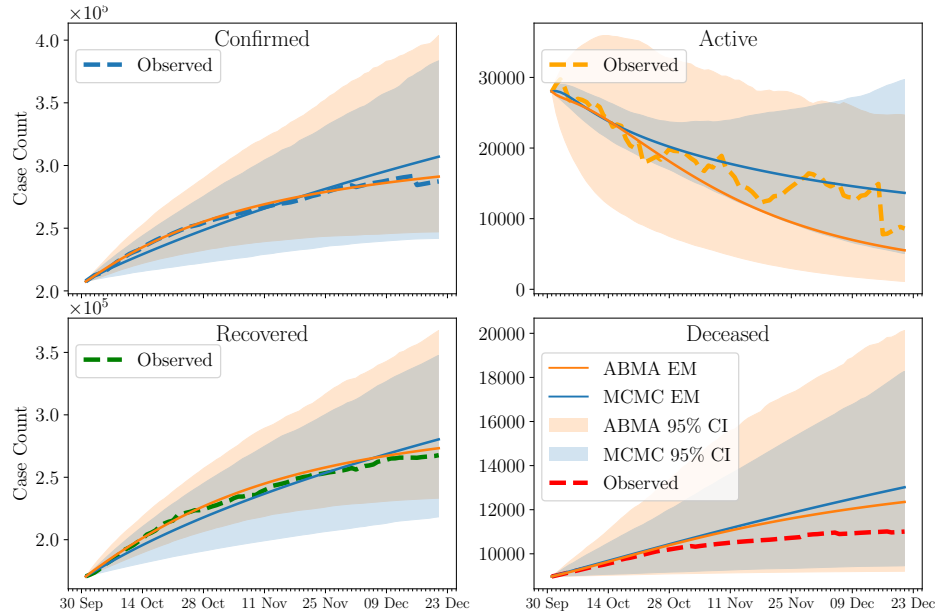 ×10⁵
Confirmed
Observed
4.0
3.5
3.0
2.5
2.0
Case Count
Active
Observed
30000
20000
10000
0
×10⁵
Recovered
Observed
3.5
3.0
2.5
2.0
Case Count
30 Sep 14 Oct 28 Oct 11 Nov 25 Nov 09 Dec 23 Dec
Deceased
ABMA EM
MCMC EM
ABMA 95% CI
MCMC 95% CI
Observed
20000
18000
16000
14000
12000
10000
30 Sep 14 Oct 28 Oct 11 Nov 25 Nov 09 Dec 23 Dec